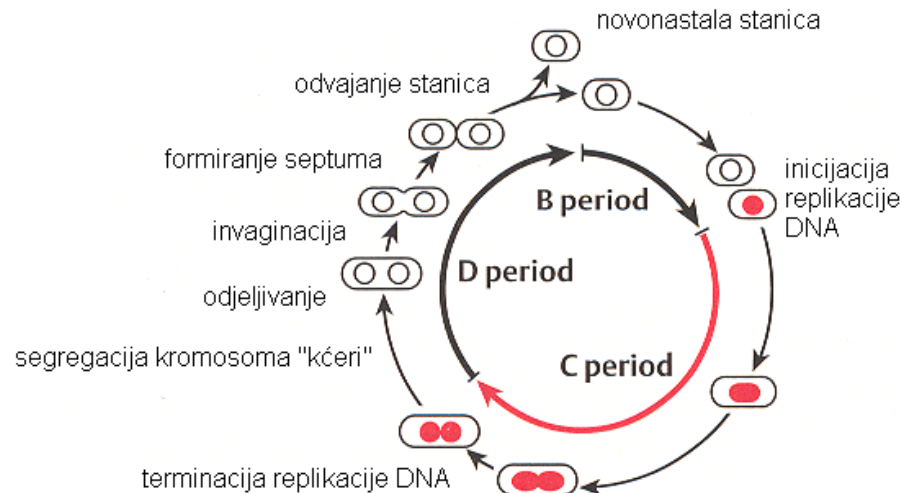 novonastala stanica
odvajanje stanica
formiranje septuma
inicijacija
replikacije
DNA
B period
invaginacija
D period
odjeljivanje
segregacija kromosoma "kćeri"
C period
terminacija replikacije DNA